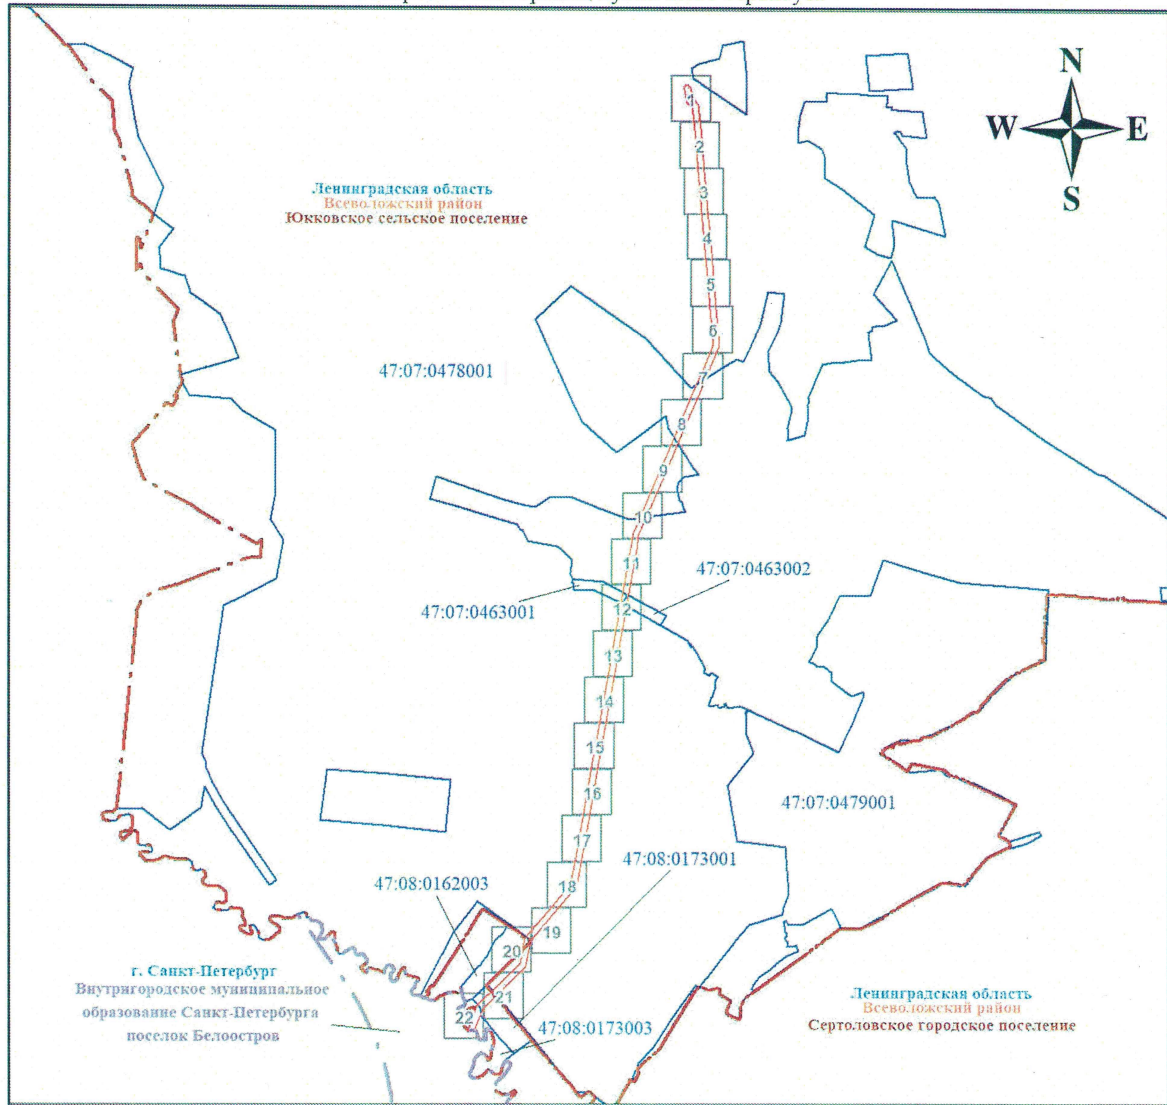 N
W E
S
1
2
3
4
5
6
7
8
9
10
11
12
13
14
15
16
17
18
19
20
21
22
Ленинградская область
Всеволожский район
Юкковское сельское поселение
47:07:0478001
47:07:0463002
47:07:0463001
47:07:0479001
47:08:0173001
47:08:0162003
г. Санкт-Петербург
Внутригородское муниципальное
образование Санкт-Петербурга
поселок Белоостров
47:08:0173003
Ленинградская область
Всеволожский район
Сертоловское городское поселение